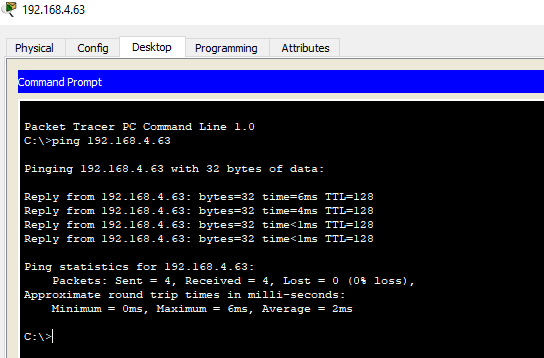 192.168.4.63
Physical Config Desktop Programming Attributes
Command Prompt
Packet Tracer PC Command Line 1.0
C:\>ping 192.168.4.63
Pinging 192.168.4.63 with 32 bytes of data:
Reply from 192.168.4.63: bytes=32 time=6ms TTL=128
Reply from 192.168.4.63: bytes=32 time=4ms TTL=128
Reply from 192.168.4.63: bytes=32 time<1ms TTL=128
Reply from 192.168.4.63: bytes=32 time<1ms TTL=128
Ping statistics for 192.168.4.63:
Packets: Sent = 4, Received = 4, Lost = 0 (0% loss),
Approximate round trip times in milli-seconds:
Minimum = 0ms, Maximum = 6ms, Average = 2ms
C:\>